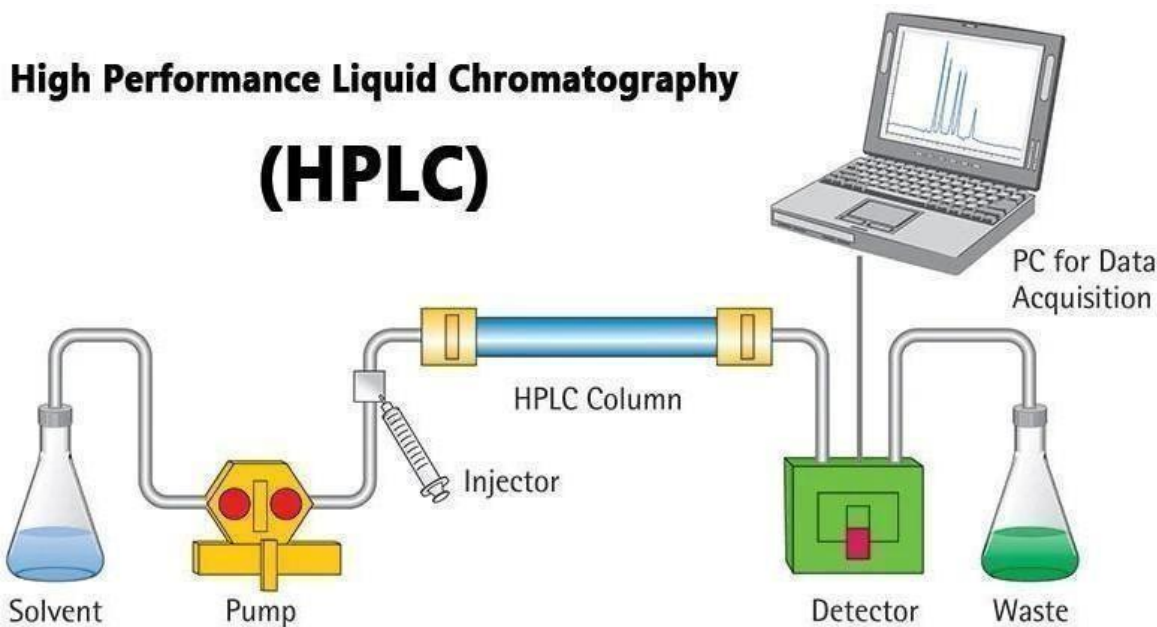 High Performance Liquid Chromatography
(HPLC)
PC for Data
Acquisition
HPLC Column
Injector
Solvent
Pump
Detector
Waste